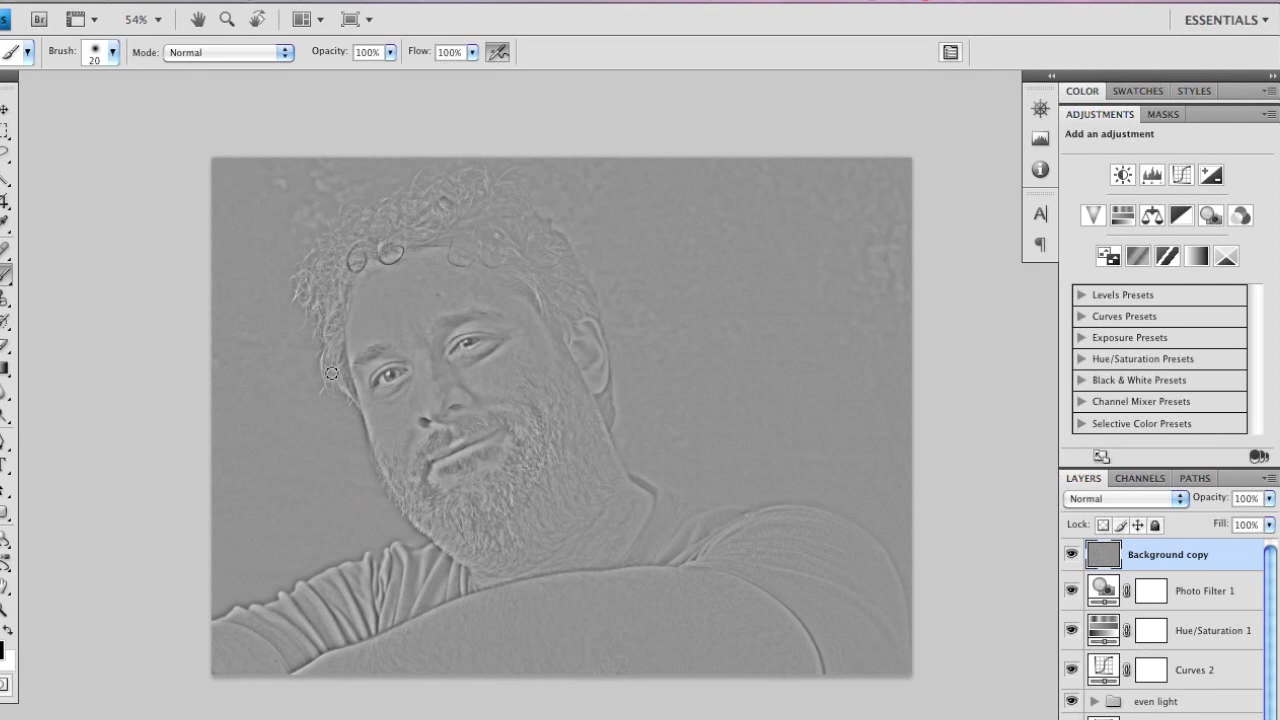 Br 54% ESSENTIALS
Brush: 20 Mode: Normal Opacity: 100% Flow: 100%
COLOR SWATCHES STYLES
ADJUSTMENTS MASKS
Add an adjustment
A
Levels Presets
Curves Presets
Exposure Presets
Hue/Saturation Presets
Black & White Presets
Channel Mixer Presets
Selective Color Presets
LAYERS CHANNELS PATHS
Normal Opacity: 100%
Lock: Fill: 100%
Background copy
Photo Filter 1
Hue/Saturation 1
Curves 2
even light